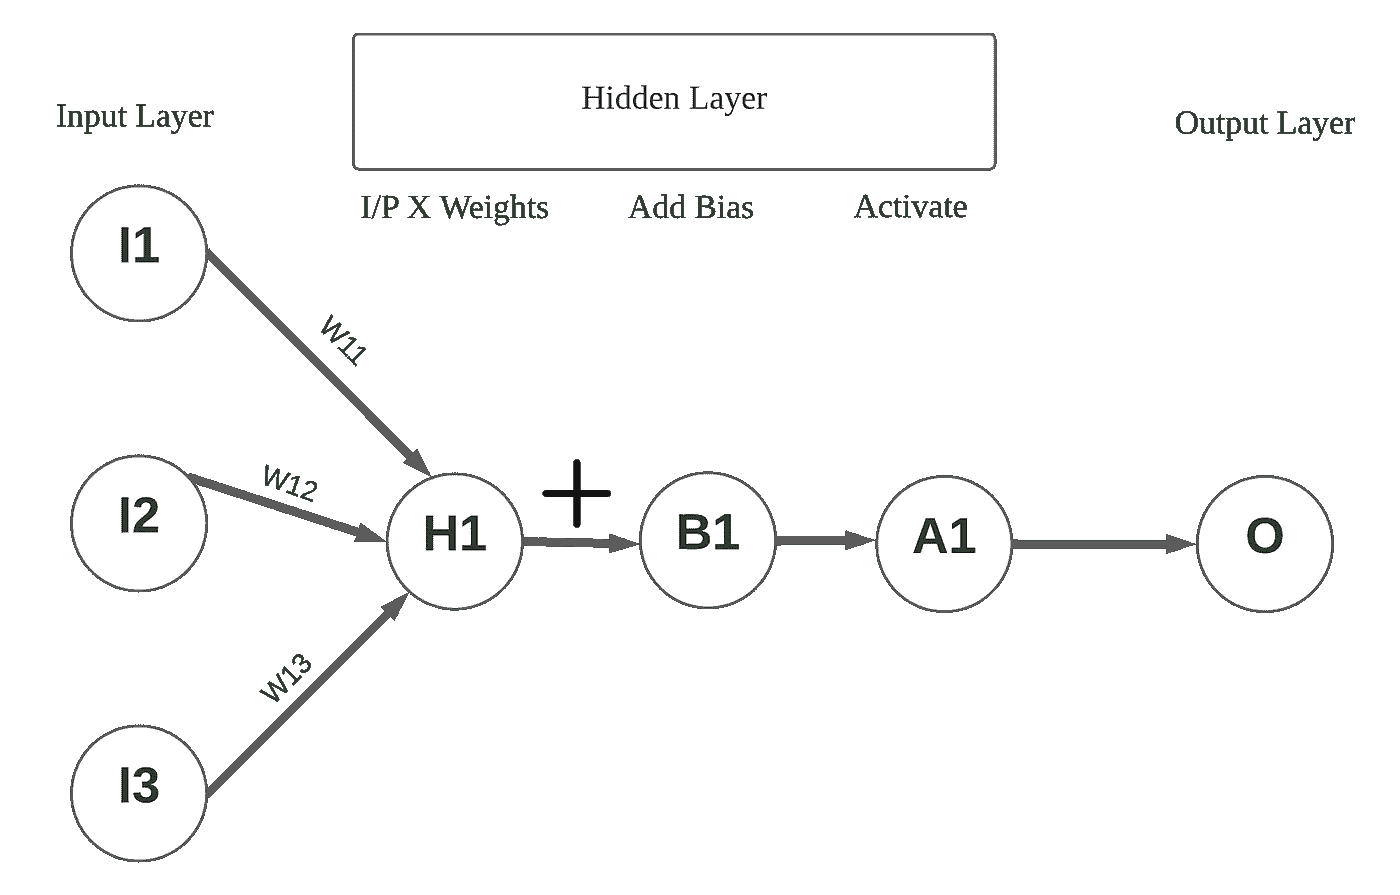 Hidden Layer
Input Layer
Output Layer
I/P X Weights
Add Bias
Activate
I1
W11
W12
I2
H1
+
B1
A1
O
W13
I3